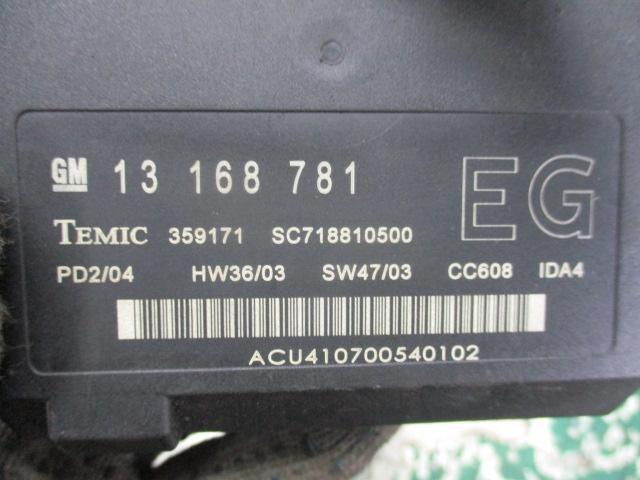 GM 13 168 781 EG
TEMIC 359171 SC718810500
PD2/04 HW36/03 SW47/03 CC608 IDA4
ACU410700540102